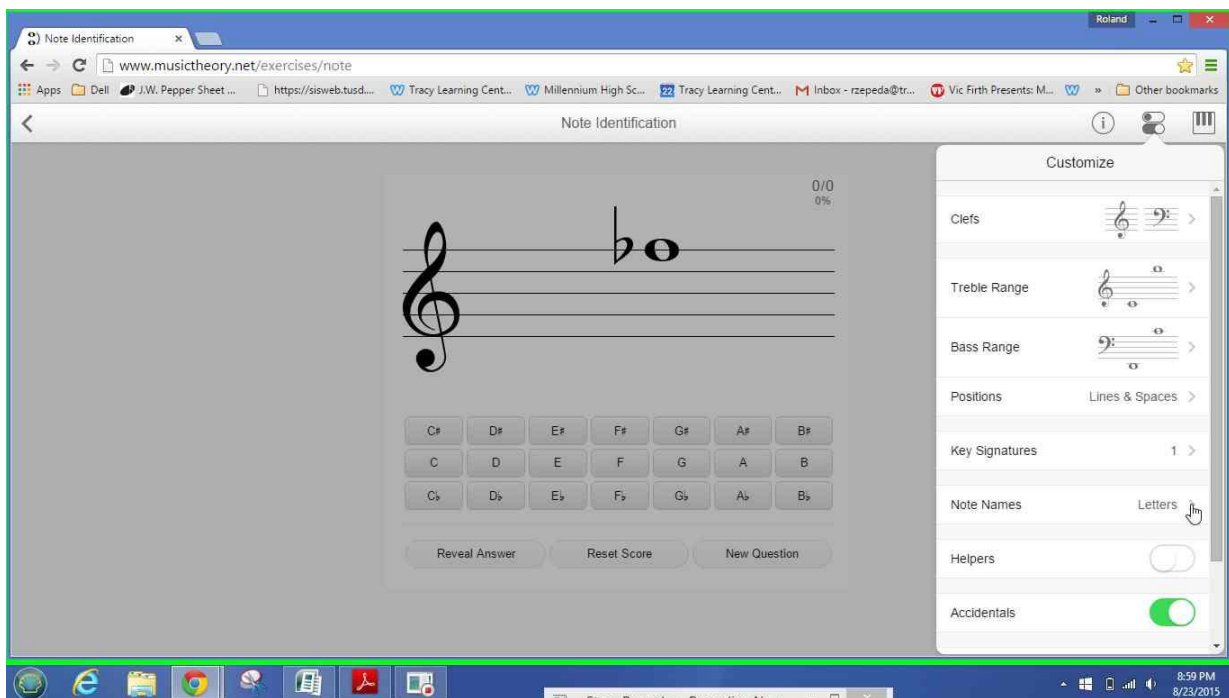 Roland
Note Identification
www.musictheory.net/exercises/note
Apps Dell J.W. Pepper Sheet ... https://sisweb.tusd.... Tracy Learning Cent... Millennium High Sc... Tracy Learning Cent... Inbox - rzepeda@tr... Vic Firth Presents: M... » Other bookmarks
Note Identification
Customize
0/0
0%
Clefs
Treble Range
Bass Range
Positions Lines & Spaces
Key Signatures 1
Note Names Letters
Helpers
Accidentals
C♯ D♯ E♯ F♯ G♯ A♯ B♯
C D E F G A B
C♭ D♭ E♭ F♭ G♭ A♭ B♭
Reveal Answer Reset Score New Question
8:59 PM
8/23/2015